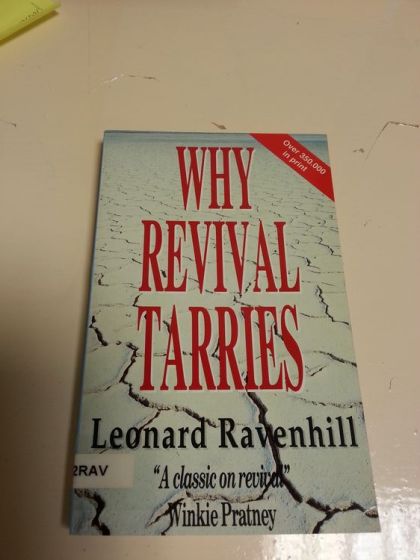 Over 350.000
in print
WHY
REVIVAL
TARRIES
Leonard Ravenhill
2RAV
"A classic on revival"
Winkie Pratney